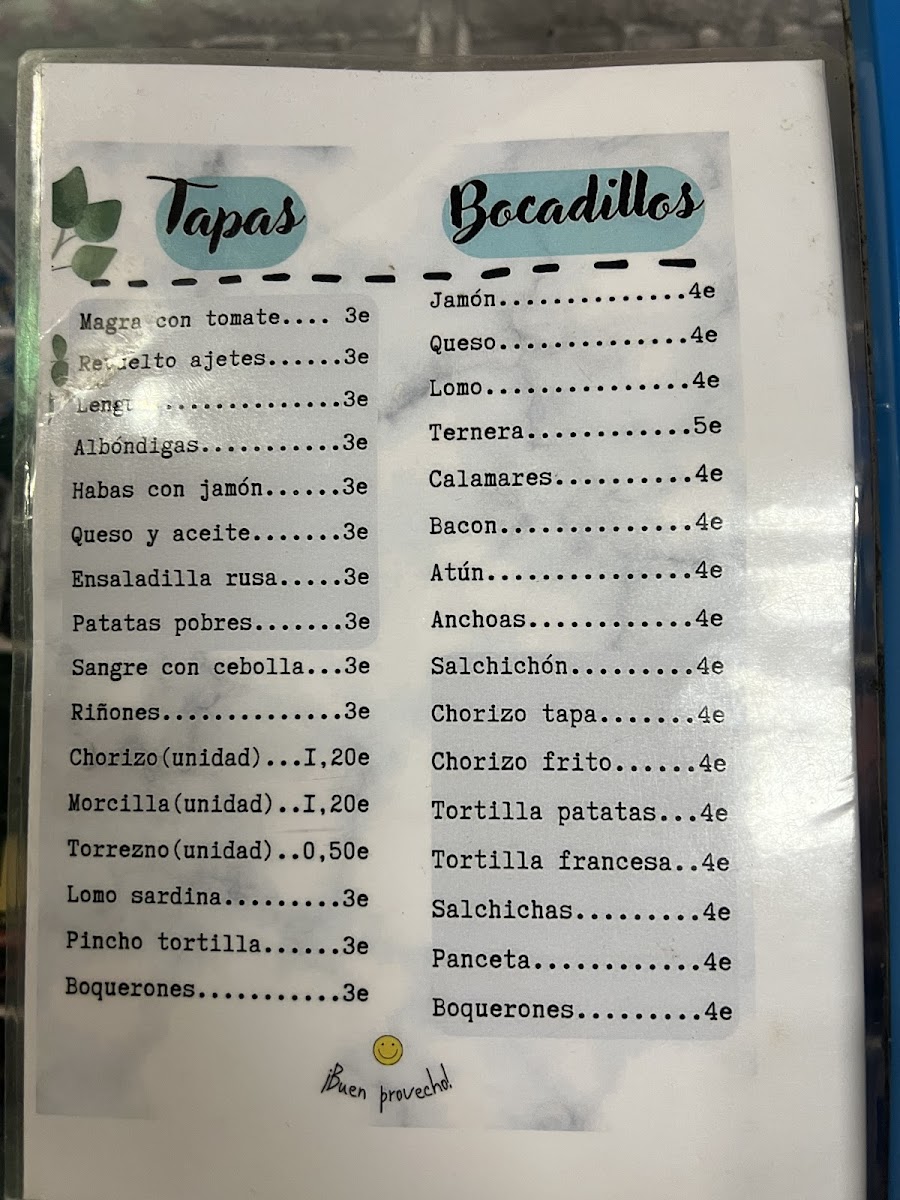 Tapas
Magra con tomate.... 3e
Revuelto ajetes......3e
..............3e
Albóndigas...........3e
Habas con jamón......3e
Queso y aceite.......3e
Ensaladilla rusa.....3e
Patatas pobres.......3e
Sangre con cebolla...3e
Riñones..............3e
Chorizo(unidad)...I,20e
Morcilla(unidad)..I,20e
Torrezno(unidad)..0,50e
Lomo sardina.........3e
Pincho tortilla......3e
Boquerones...........3e
Bocadillos
Jamón...............4e
Queso...............4e
Lomo................4e
Ternera............5e
Calamares..........4e
Bacon..............4e
Atún...............4e
Anchoas............4e
Salchichón.........4e
Chorizo tapa.......4e
Chorizo frito......4e
Tortilla patatas...4e
Tortilla francesa..4e
Salchichas.........4e
Panceta............4e
Boquerones.........4e
¡Buen provecho!